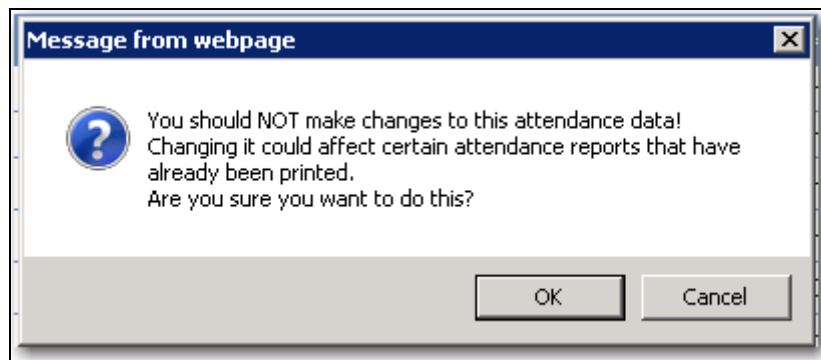 Message from webpage
You should NOT make changes to this attendance data!
Changing it could affect certain attendance reports that have
already been printed.
Are you sure you want to do this?
OK Cancel